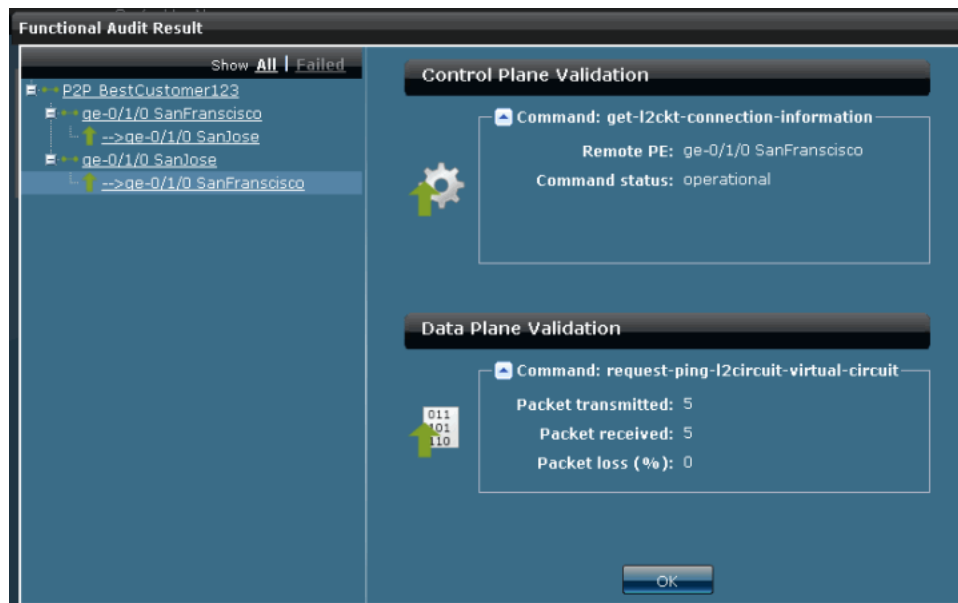 Functional Audit Result
Show All | Failed
P2P BestCustomer123
ge-0/1/0 SanFranscisco
-->ge-0/1/0 SanJose
ge-0/1/0 SanJose
-->ge-0/1/0 SanFranscisco
Control Plane Validation
Command: get-l2ckt-connection-information
Remote PE: ge-0/1/0 SanFranscisco
Command status: operational
Data Plane Validation
Command: request-ping-l2circuit-virtual-circuit
011
101
110
Packet transmitted: 5
Packet received: 5
Packet loss (%): 0
OK